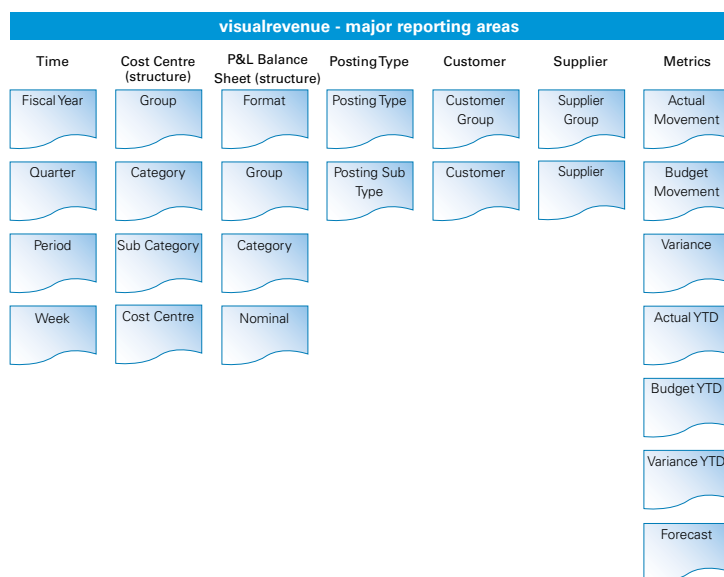 visualrevenue - major reporting areas
Time
Cost Centre
(structure)
P&L Balance
Sheet (structure)
Posting Type
Customer
Supplier
Metrics
Fiscal Year
Group
Format
Posting Type
Customer
Group
Supplier
Group
Actual
Movement
Quarter
Category
Group
Posting Sub
Type
Customer
Supplier
Budget
Movement
Period
Sub Category
Category
Variance
Week
Cost Centre
Nominal
Actual YTD
Budget YTD
Variance YTD
Forecast